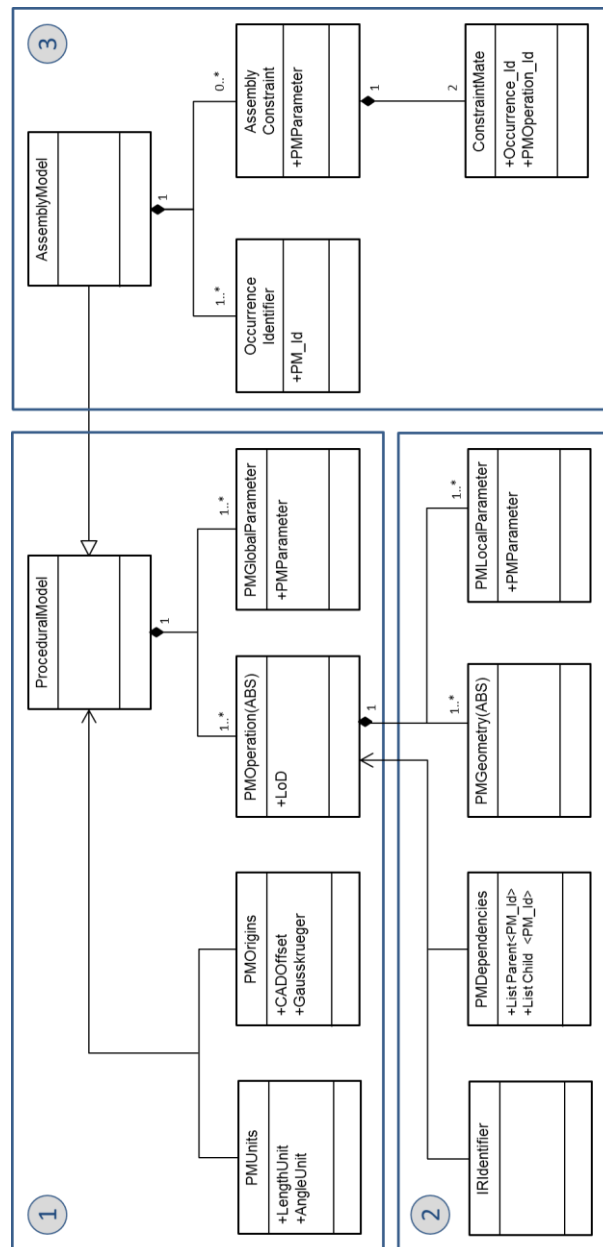 1
ProceduralModel
1
PMUnits
+LengthUnit
+AngleUnit
PMOrigins
+CADOffset
+Gausskrueger
1..*
PMOperation(ABS)
+LoD
1
1..*
PMGlobalParameter
+PMParameter
2
IRIdentifier
PMDependencies
+List Parent<PM_Id>
+List Child <PM_Id>
1..*
PMGeometry(ABS)
1..*
PMLocalParameter
+PMParameter
3
AssemblyModel
1
1..*
Occurrence
Identifier
+PM_Id
0..*
Assembly
Constraint
+PMParameter
1
2
ConstraintMate
+Occurrence_Id
+PMOperation_Id